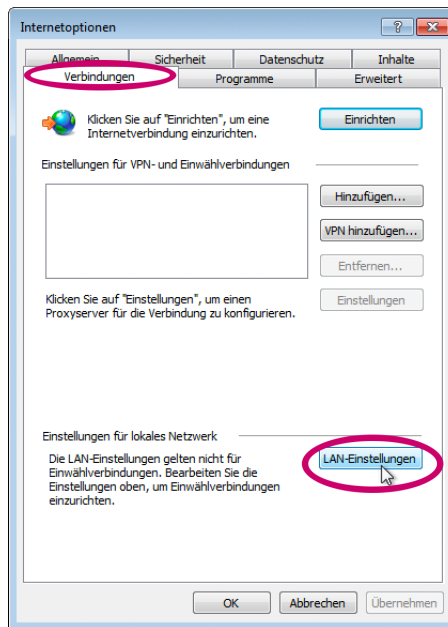 Internetoptionen
Allgemein Sicherheit Datenschutz Inhalte
Verbindungen Programme Erweitert
Klicken Sie auf "Einrichten", um eine
Internetverbindung einzurichten.
Einrichten
Einstellungen für VPN- und Einwählverbindungen
Hinzufügen...
VPN hinzufügen...
Entfernen...
Klicken Sie auf "Einstellungen", um einen
Proxyserver für die Verbindung zu konfigurieren.
Einstellungen
Einstellungen für lokales Netzwerk
Die LAN-Einstellungen gelten nicht für
Einwählverbindungen. Bearbeiten Sie die
Einstellungen oben, um Einwählverbindungen
einzurichten.
LAN-Einstellungen
OK Abbrechen Übernehmen